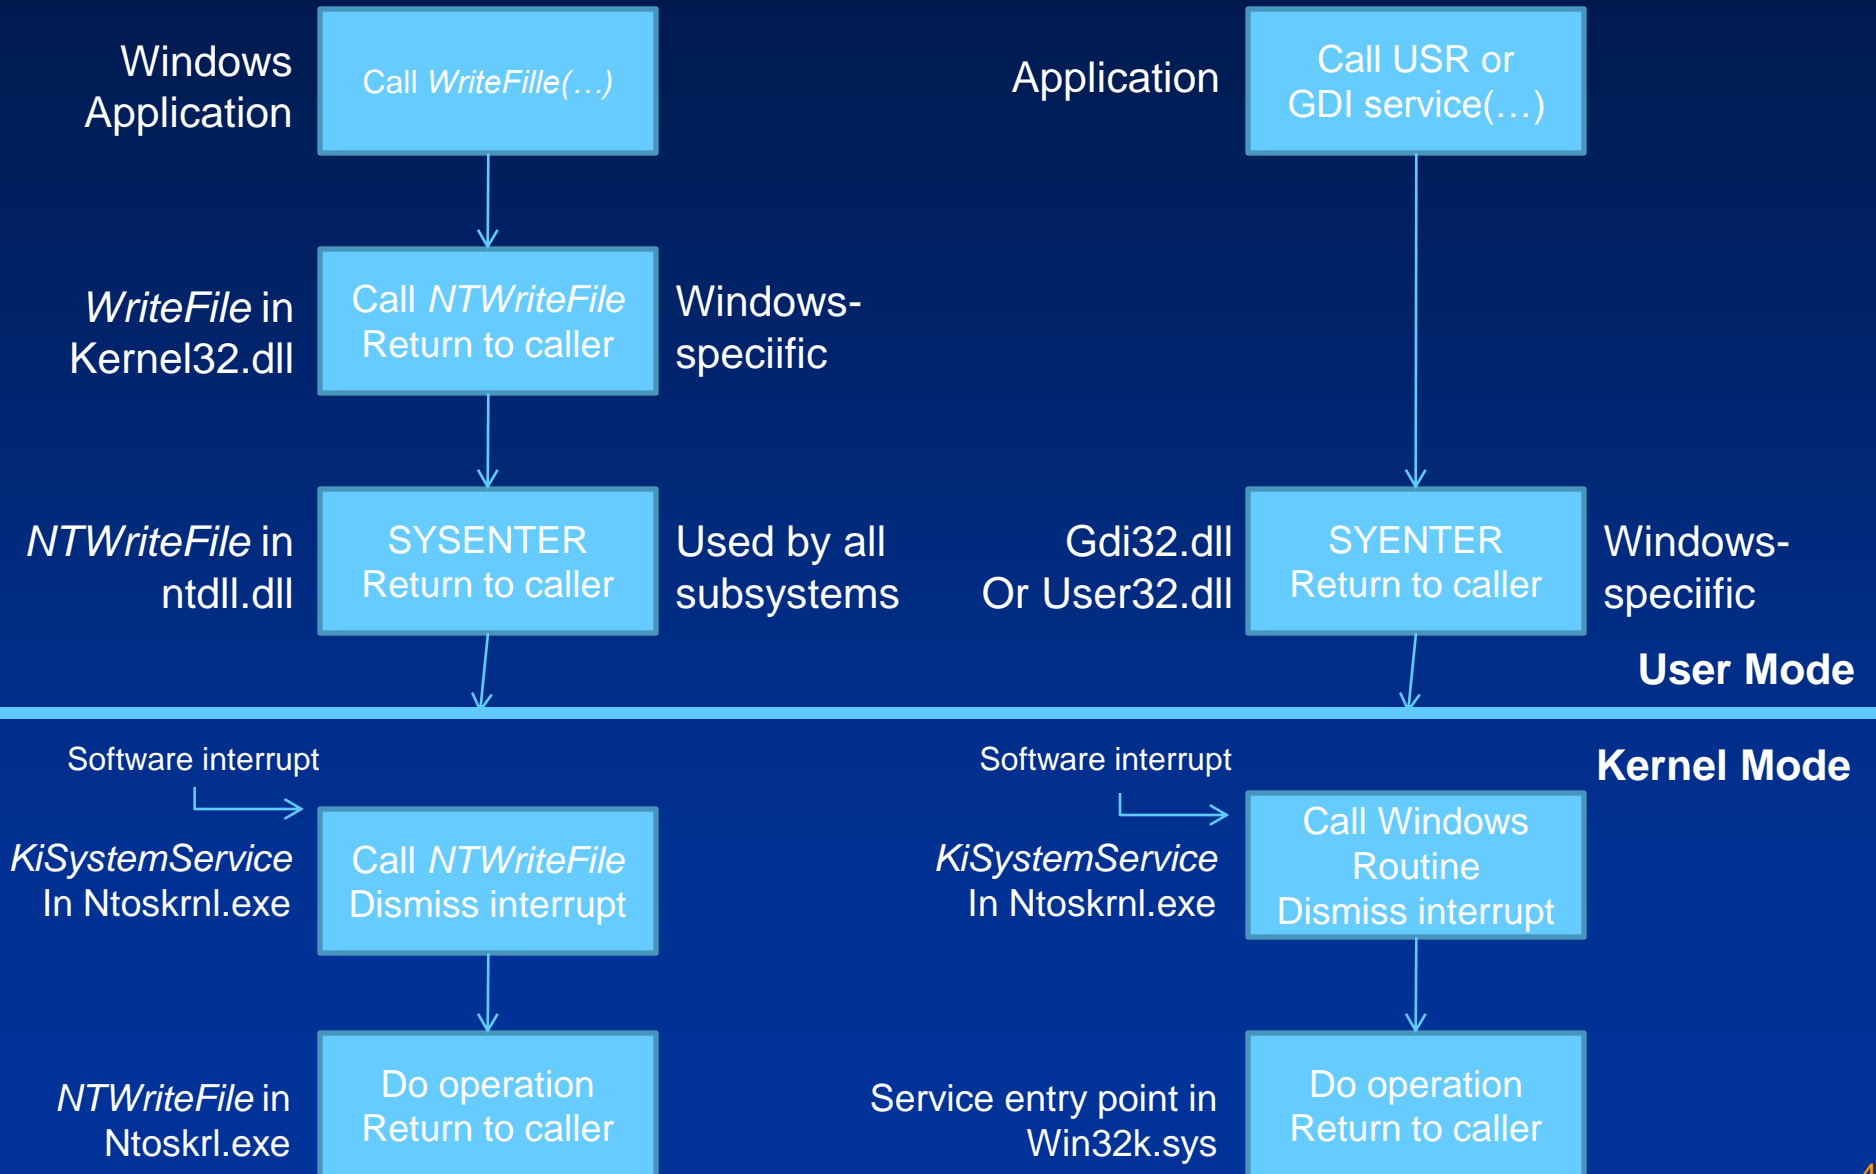 Windows
Application
Call WriteFille(…)
Application
Call USR or
GDI service(…)
WriteFile in
Kernel32.dll
Call NTWriteFile
Return to caller
Windows-
speciific
NTWriteFile in
ntdll.dll
SYSENTER
Return to caller
Used by all
subsystems
Gdi32.dll
Or User32.dll
SYENTER
Return to caller
Windows-
speciific
User Mode
Kernel Mode
Software interrupt
KiSystemService
In Ntoskrnl.exe
Call NTWriteFile
Dismiss interrupt
Software interrupt
KiSystemService
In Ntoskrnl.exe
Call Windows
Routine
Dismiss interrupt
NTWriteFile in
Ntoskrl.exe
Do operation
Return to caller
Service entry point in
Win32k.sys
Do operation
Return to caller